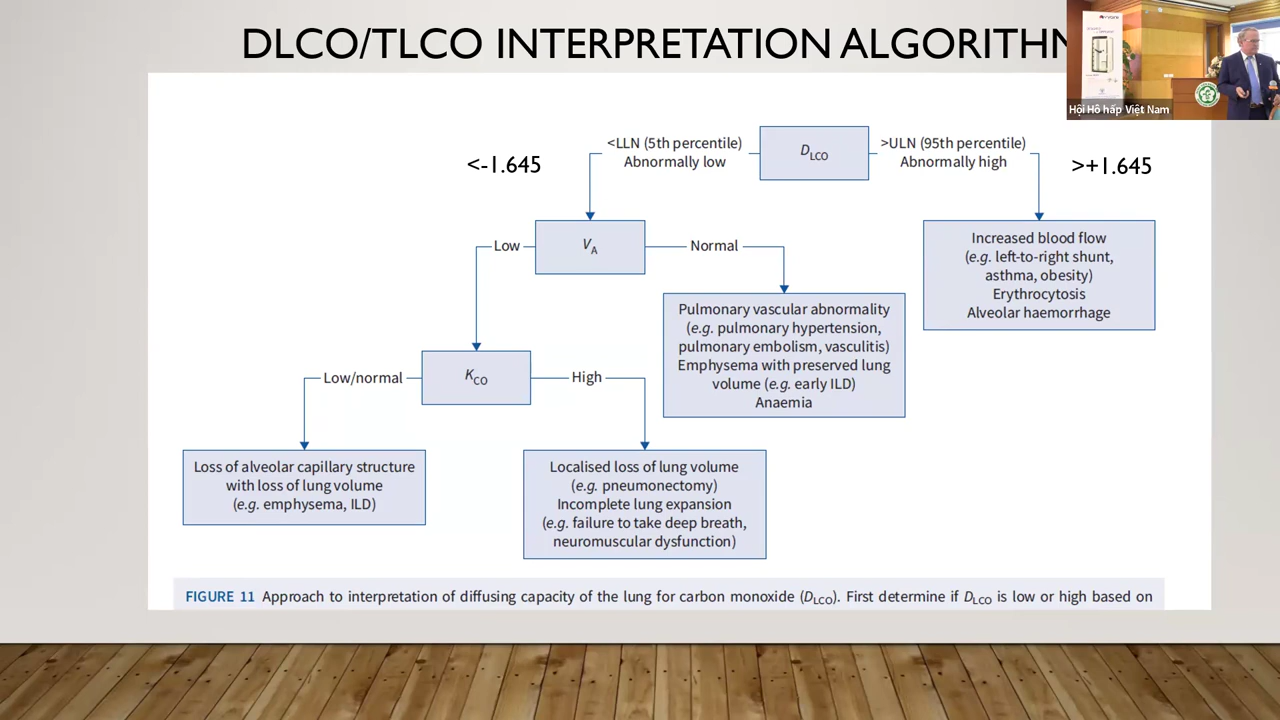 DLCO/TLCO INTERPRETATION ALGORITHM
Hội Hô hấp Việt Nam
<LLN (5th percentile)
Abnormally low
DLCO
>ULN (95th percentile)
Abnormally high
<-1.645
>+1.645
Low
VA
Normal
Increased blood flow
(e.g. left-to-right shunt,
asthma, obesity)
Erythrocytosis
Alveolar haemorrhage
Pulmonary vascular abnormality
(e.g. pulmonary hypertension,
pulmonary embolism, vasculitis)
Emphysema with preserved lung
volume (e.g. early ILD)
Anaemia
Low/normal
KCO
High
Loss of alveolar capillary structure
with loss of lung volume
(e.g. emphysema, ILD)
Localised loss of lung volume
(e.g. pneumonectomy)
Incomplete lung expansion
(e.g. failure to take deep breath,
neuromuscular dysfunction)
FIGURE 11 Approach to interpretation of diffusing capacity of the lung for carbon monoxide (DLCO). First determine if DLCO is low or high based on